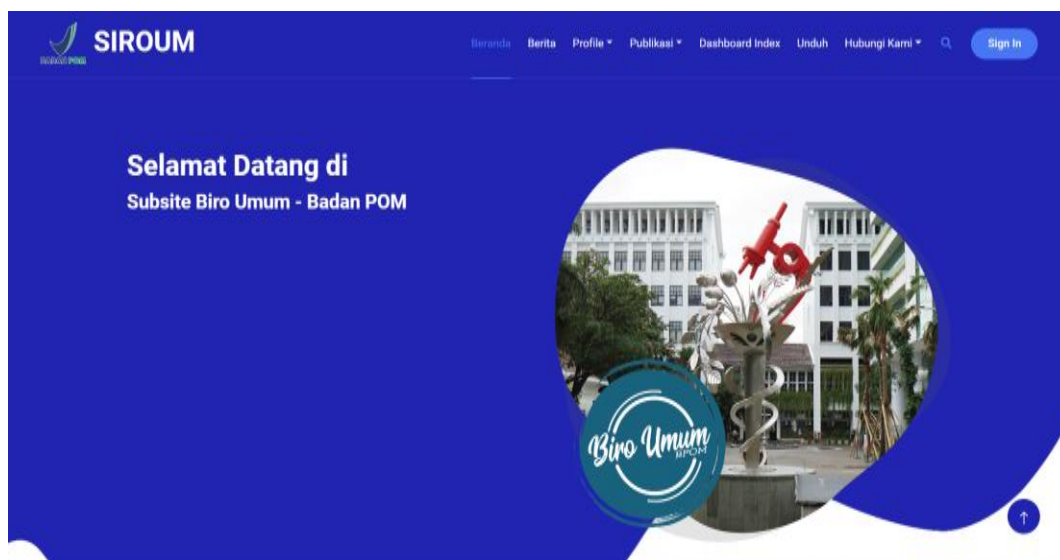 BADAN POM
SIROUM
Beranda Berita Profile Publikasi Dashboard Index Unduh Hubungi Kami Sign In
Selamat Datang di
Subsite Biro Umum - Badan POM
Biro Umum
BPOM